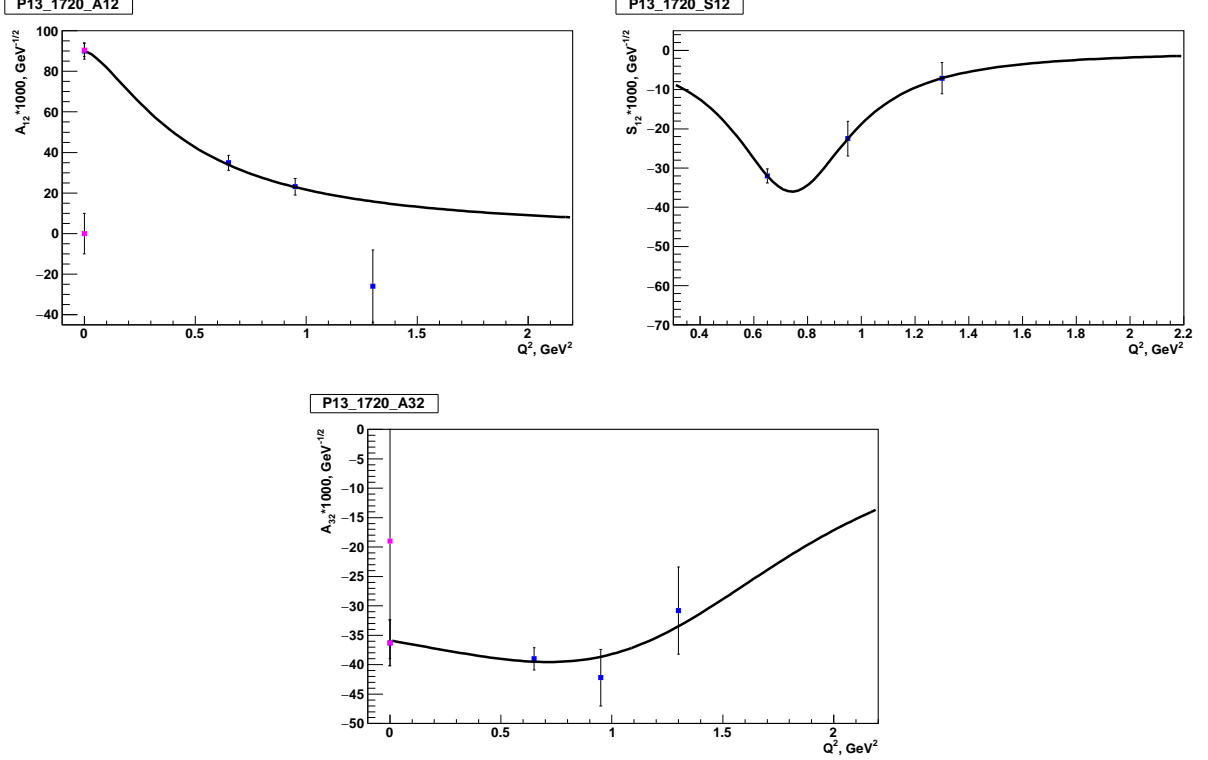 P13_1720_A12
A₁₂*1000, GeV⁻¹/²
100
80
60
40
20
0
−20
−40
0 0.5 1 1.5 2
Q², GeV²
P13_1720_S12
S₁₂*1000, GeV⁻¹/²
0
−10
−20
−30
−40
−50
−60
−70
0.4 0.6 0.8 1 1.2 1.4 1.6 1.8 2 2.2
Q², GeV²
P13_1720_A32
A₃₂*1000, GeV⁻¹/²
0
−5
−10
−15
−20
−25
−30
−35
−40
−45
−50
0 0.5 1 1.5 2
Q², GeV²